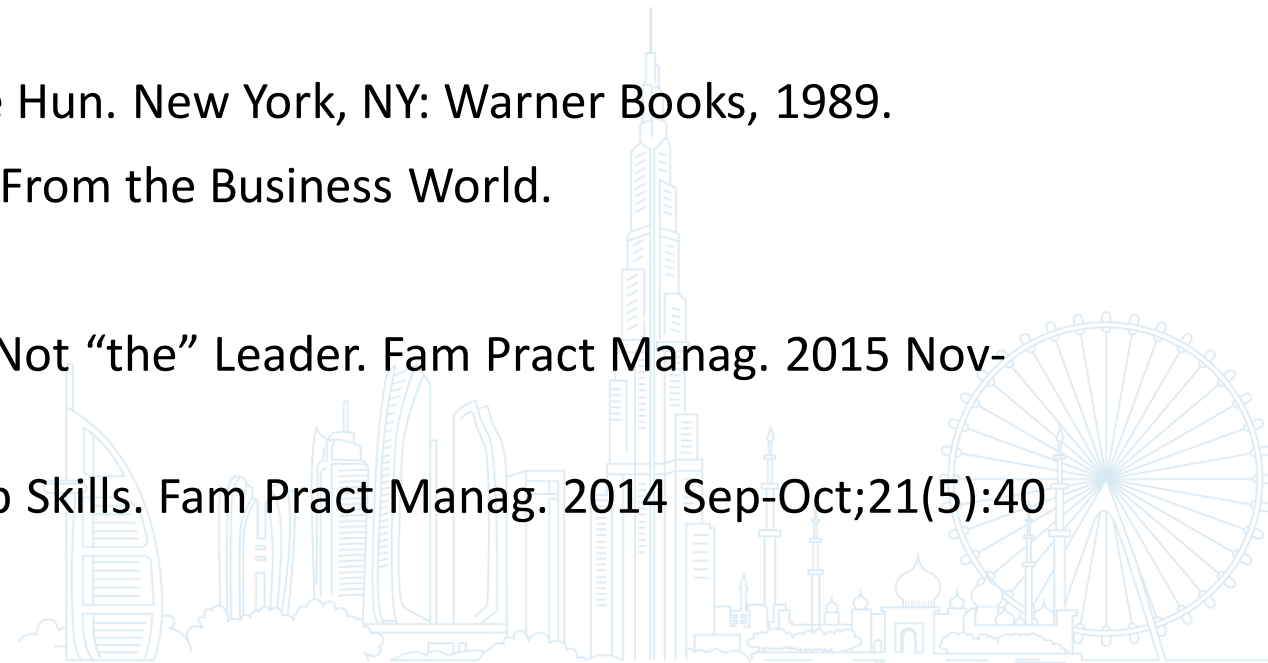 Hun. New York, NY: Warner Books, 1989.
From the Business World.
Not “the” Leader. Fam Pract Manag. 2015 Nov-
Skills. Fam Pract Manag. 2014 Sep-Oct;21(5):40